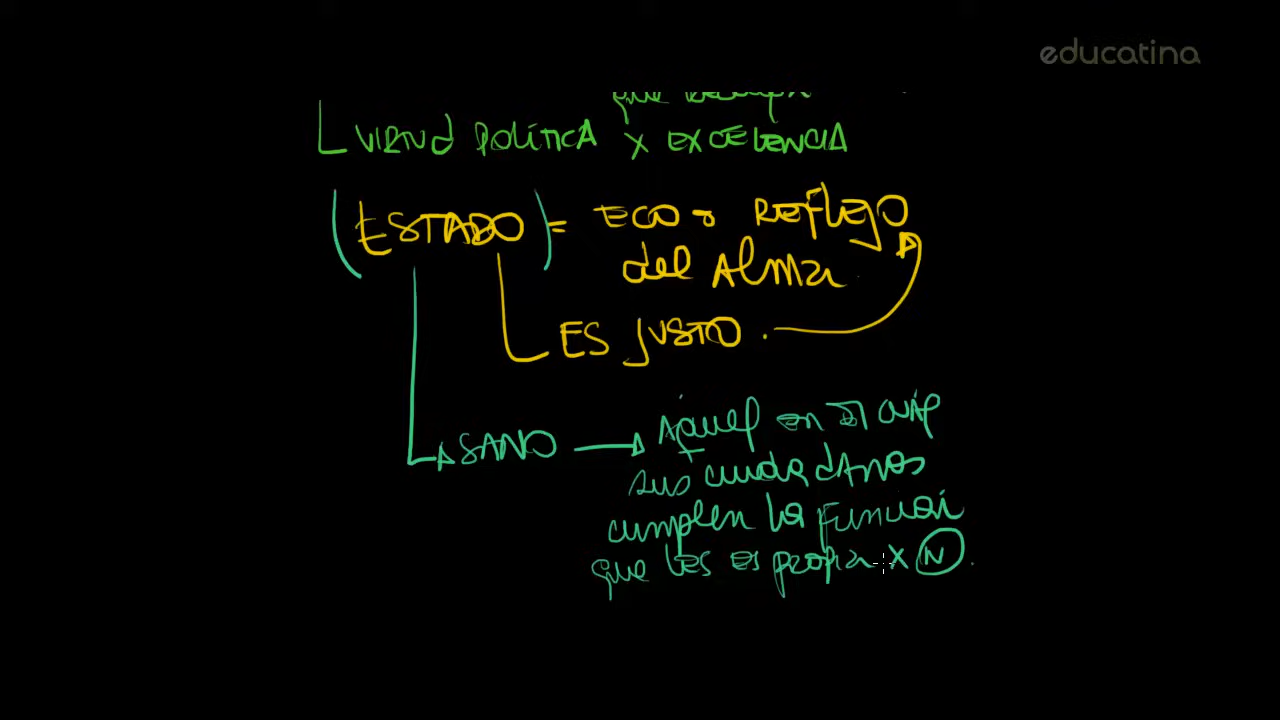 educatina
VIRTUD POLÍTICA X EXCELENCIA
(ESTADO) = ECO o REFLEJO
del Alma
ES JUSTO.
SANO → Aquel en El cual
sus ciudadanos
cumplen la función
que les es propia X N.